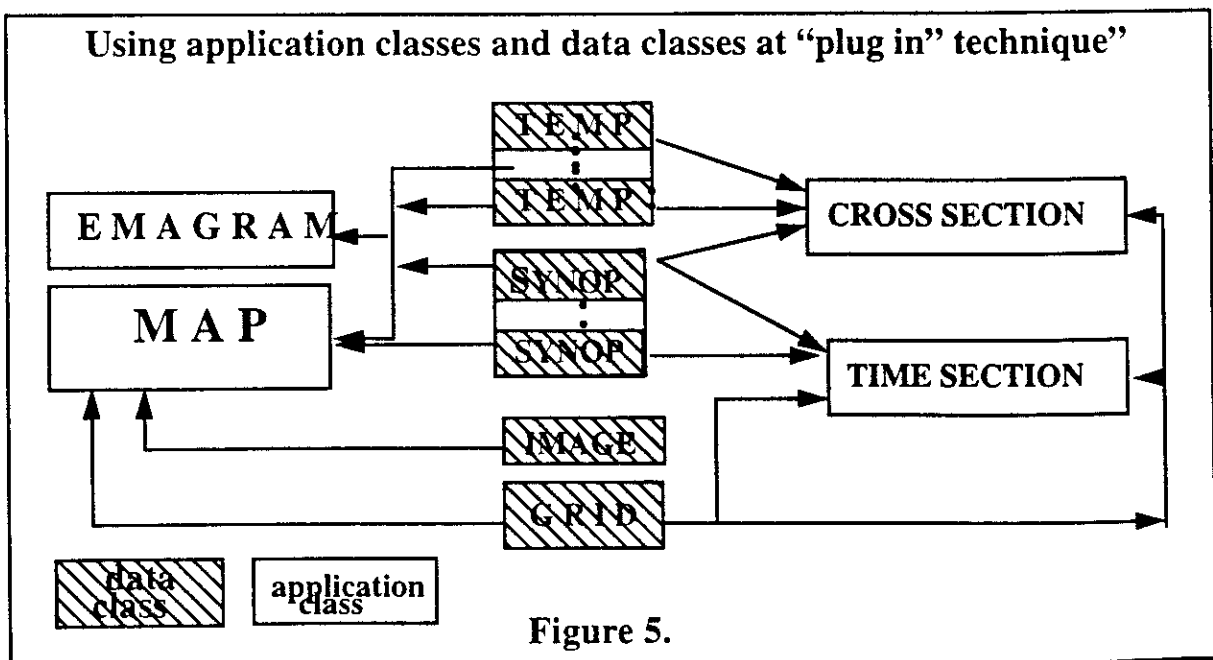 Using application classes and data classes at “plug in” technique”
TEMP
TEMP
EMAGRAM
CROSS SECTION
SYNOP
MAP
SYNOP
TIME SECTION
IMAGE
GRID
data
class
application
class
Figure 5.